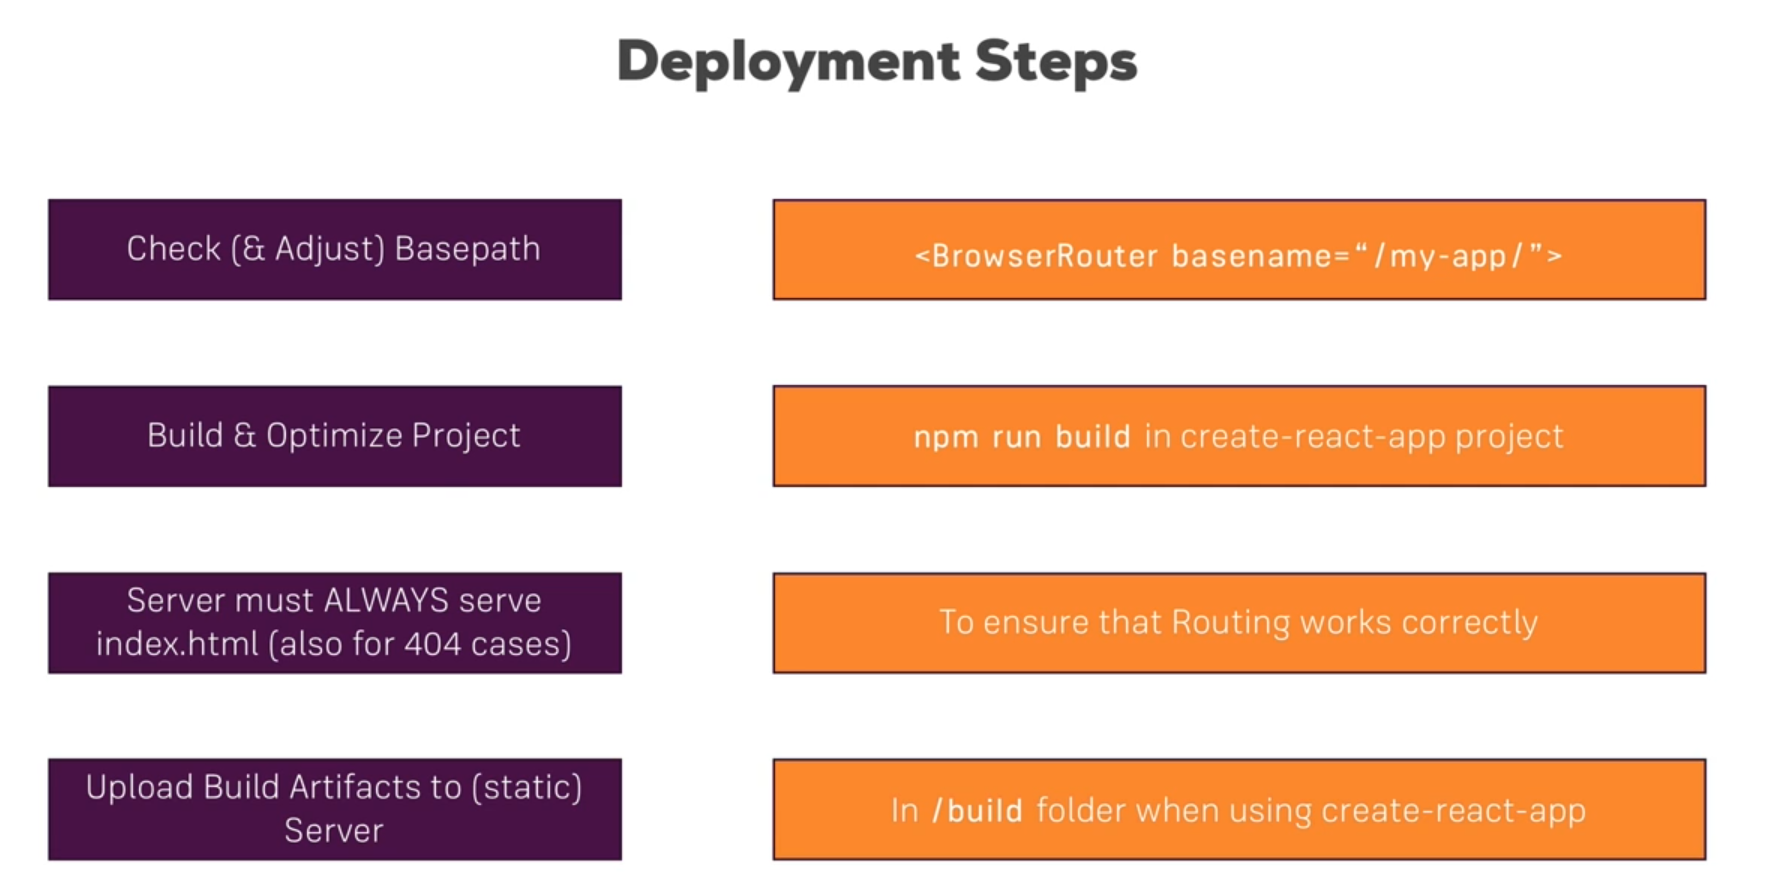 Deployment Steps
Check (& Adjust) Basepath
<BrowserRouter basename=“/my-app/”>
Build & Optimize Project
npm run build in create-react-app project
Server must ALWAYS serve
index.html (also for 404 cases)
To ensure that Routing works correctly
Upload Build Artifacts to (static)
Server
In /build folder when using create-react-app